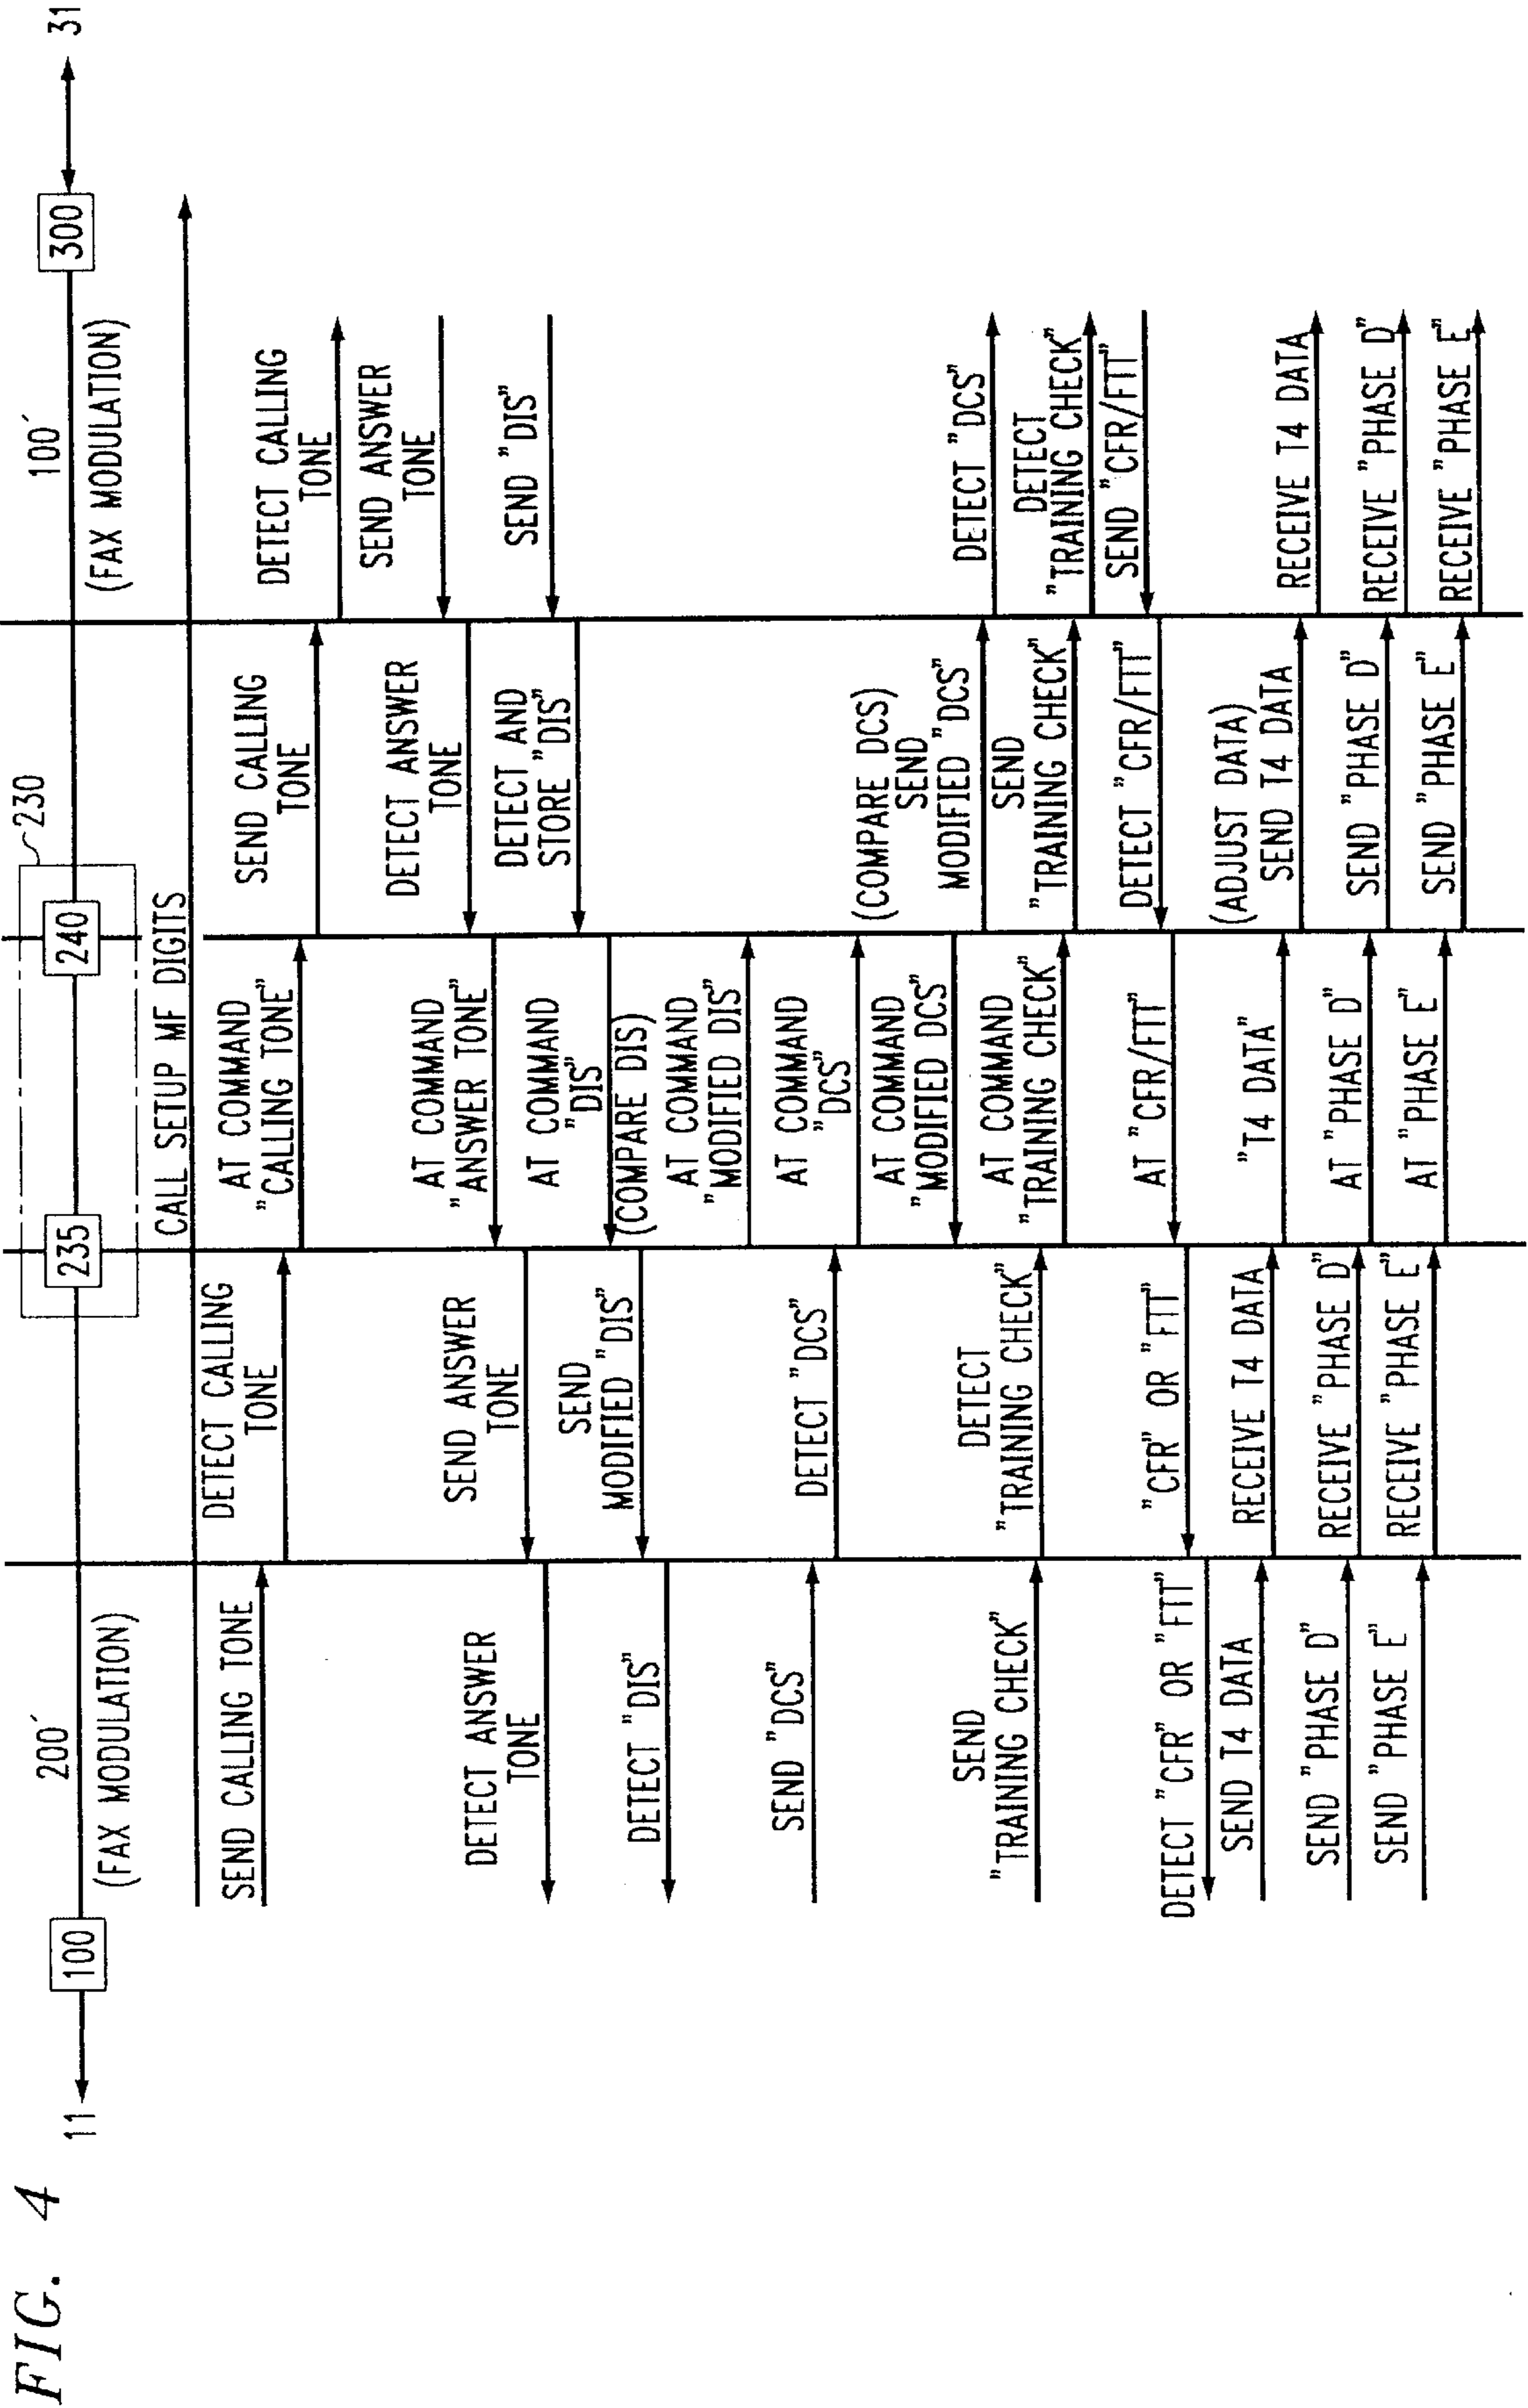 FIG. 4
11
100
200´
(FAX MODULATION)
235
240
230
100´
(FAX MODULATION)
300
31
CALL SETUP MF DIGITS
SEND CALLING TONE
DETECT CALLING
TONE
AT COMMAND
"CALLING TONE"
SEND CALLING
TONE
DETECT CALLING
TONE
SEND ANSWER
TONE
DETECT ANSWER
TONE
AT COMMAND
"ANSWER TONE"
SEND ANSWER
TONE
DETECT ANSWER
TONE
SEND "DIS"
DETECT AND
STORE "DIS"
AT COMMAND
"DIS"
(COMPARE DIS)
SEND
MODIFIED "DIS"
DETECT "DIS"
AT COMMAND
"MODIFIED DIS"
SEND "DCS"
DETECT "DCS"
AT COMMAND
"DCS"
AT COMMAND
"MODIFIED DCS"
(COMPARE DCS)
SEND
MODIFIED "DCS"
DETECT "DCS"
SEND
"TRAINING CHECK"
DETECT
"TRAINING CHECK"
AT COMMAND
"TRAINING CHECK"
SEND
"TRAINING CHECK"
DETECT
"TRAINING CHECK"
SEND "CFR/FTT"
DETECT "CFR/FTT"
AT "CFR/FTT"
"CFR" OR "FTT"
DETECT "CFR" OR "FTT"
SEND T4 DATA
RECEIVE T4 DATA
"T4 DATA"
(ADJUST DATA)
SEND T4 DATA
RECEIVE T4 DATA
SEND "PHASE D"
RECEIVE "PHASE D"
AT "PHASE D"
SEND "PHASE D"
RECEIVE "PHASE D"
SEND "PHASE E"
RECEIVE "PHASE E"
AT "PHASE E"
SEND "PHASE E"
RECEIVE "PHASE E"